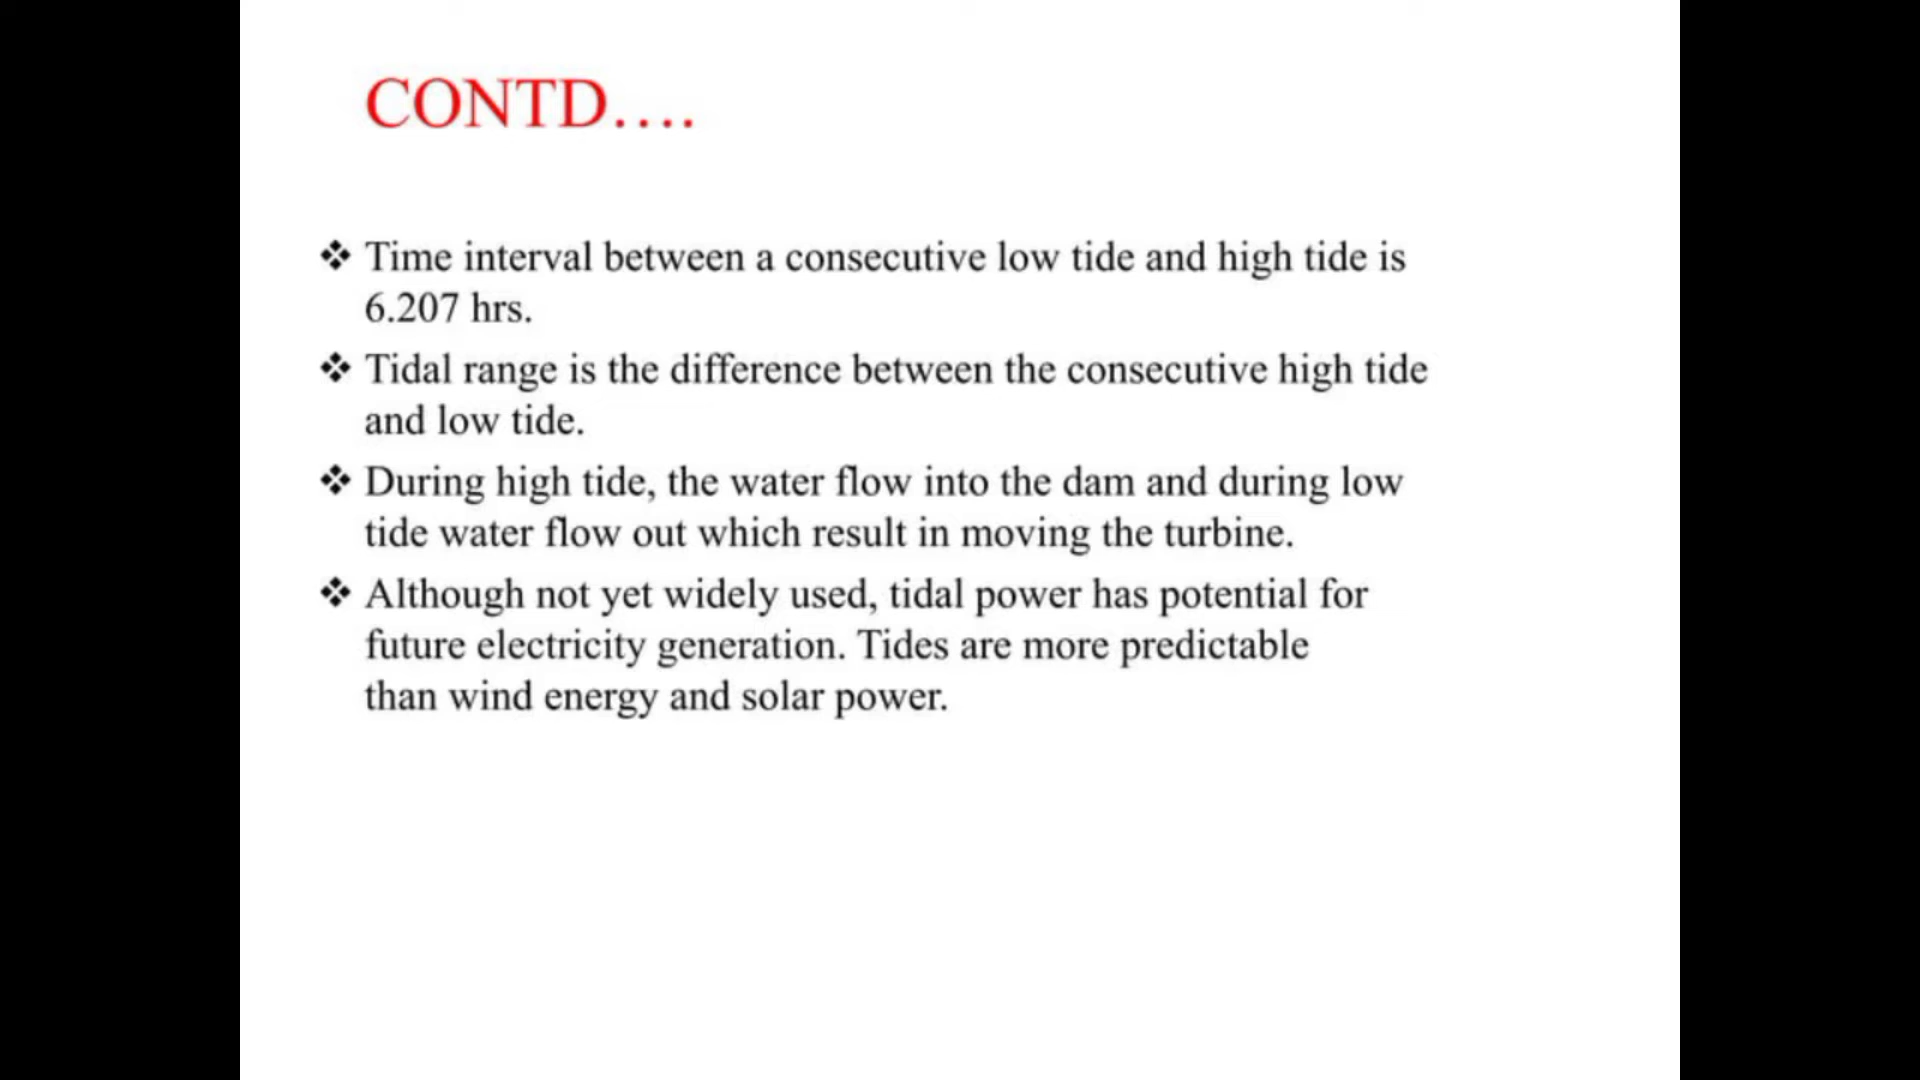 CONTD....
❖ Time interval between a consecutive low tide and high tide is
6.207 hrs.
❖ Tidal range is the difference between the consecutive high tide
and low tide.
❖ During high tide, the water flow into the dam and during low
tide water flow out which result in moving the turbine.
❖ Although not yet widely used, tidal power has potential for
future electricity generation. Tides are more predictable
than wind energy and solar power.